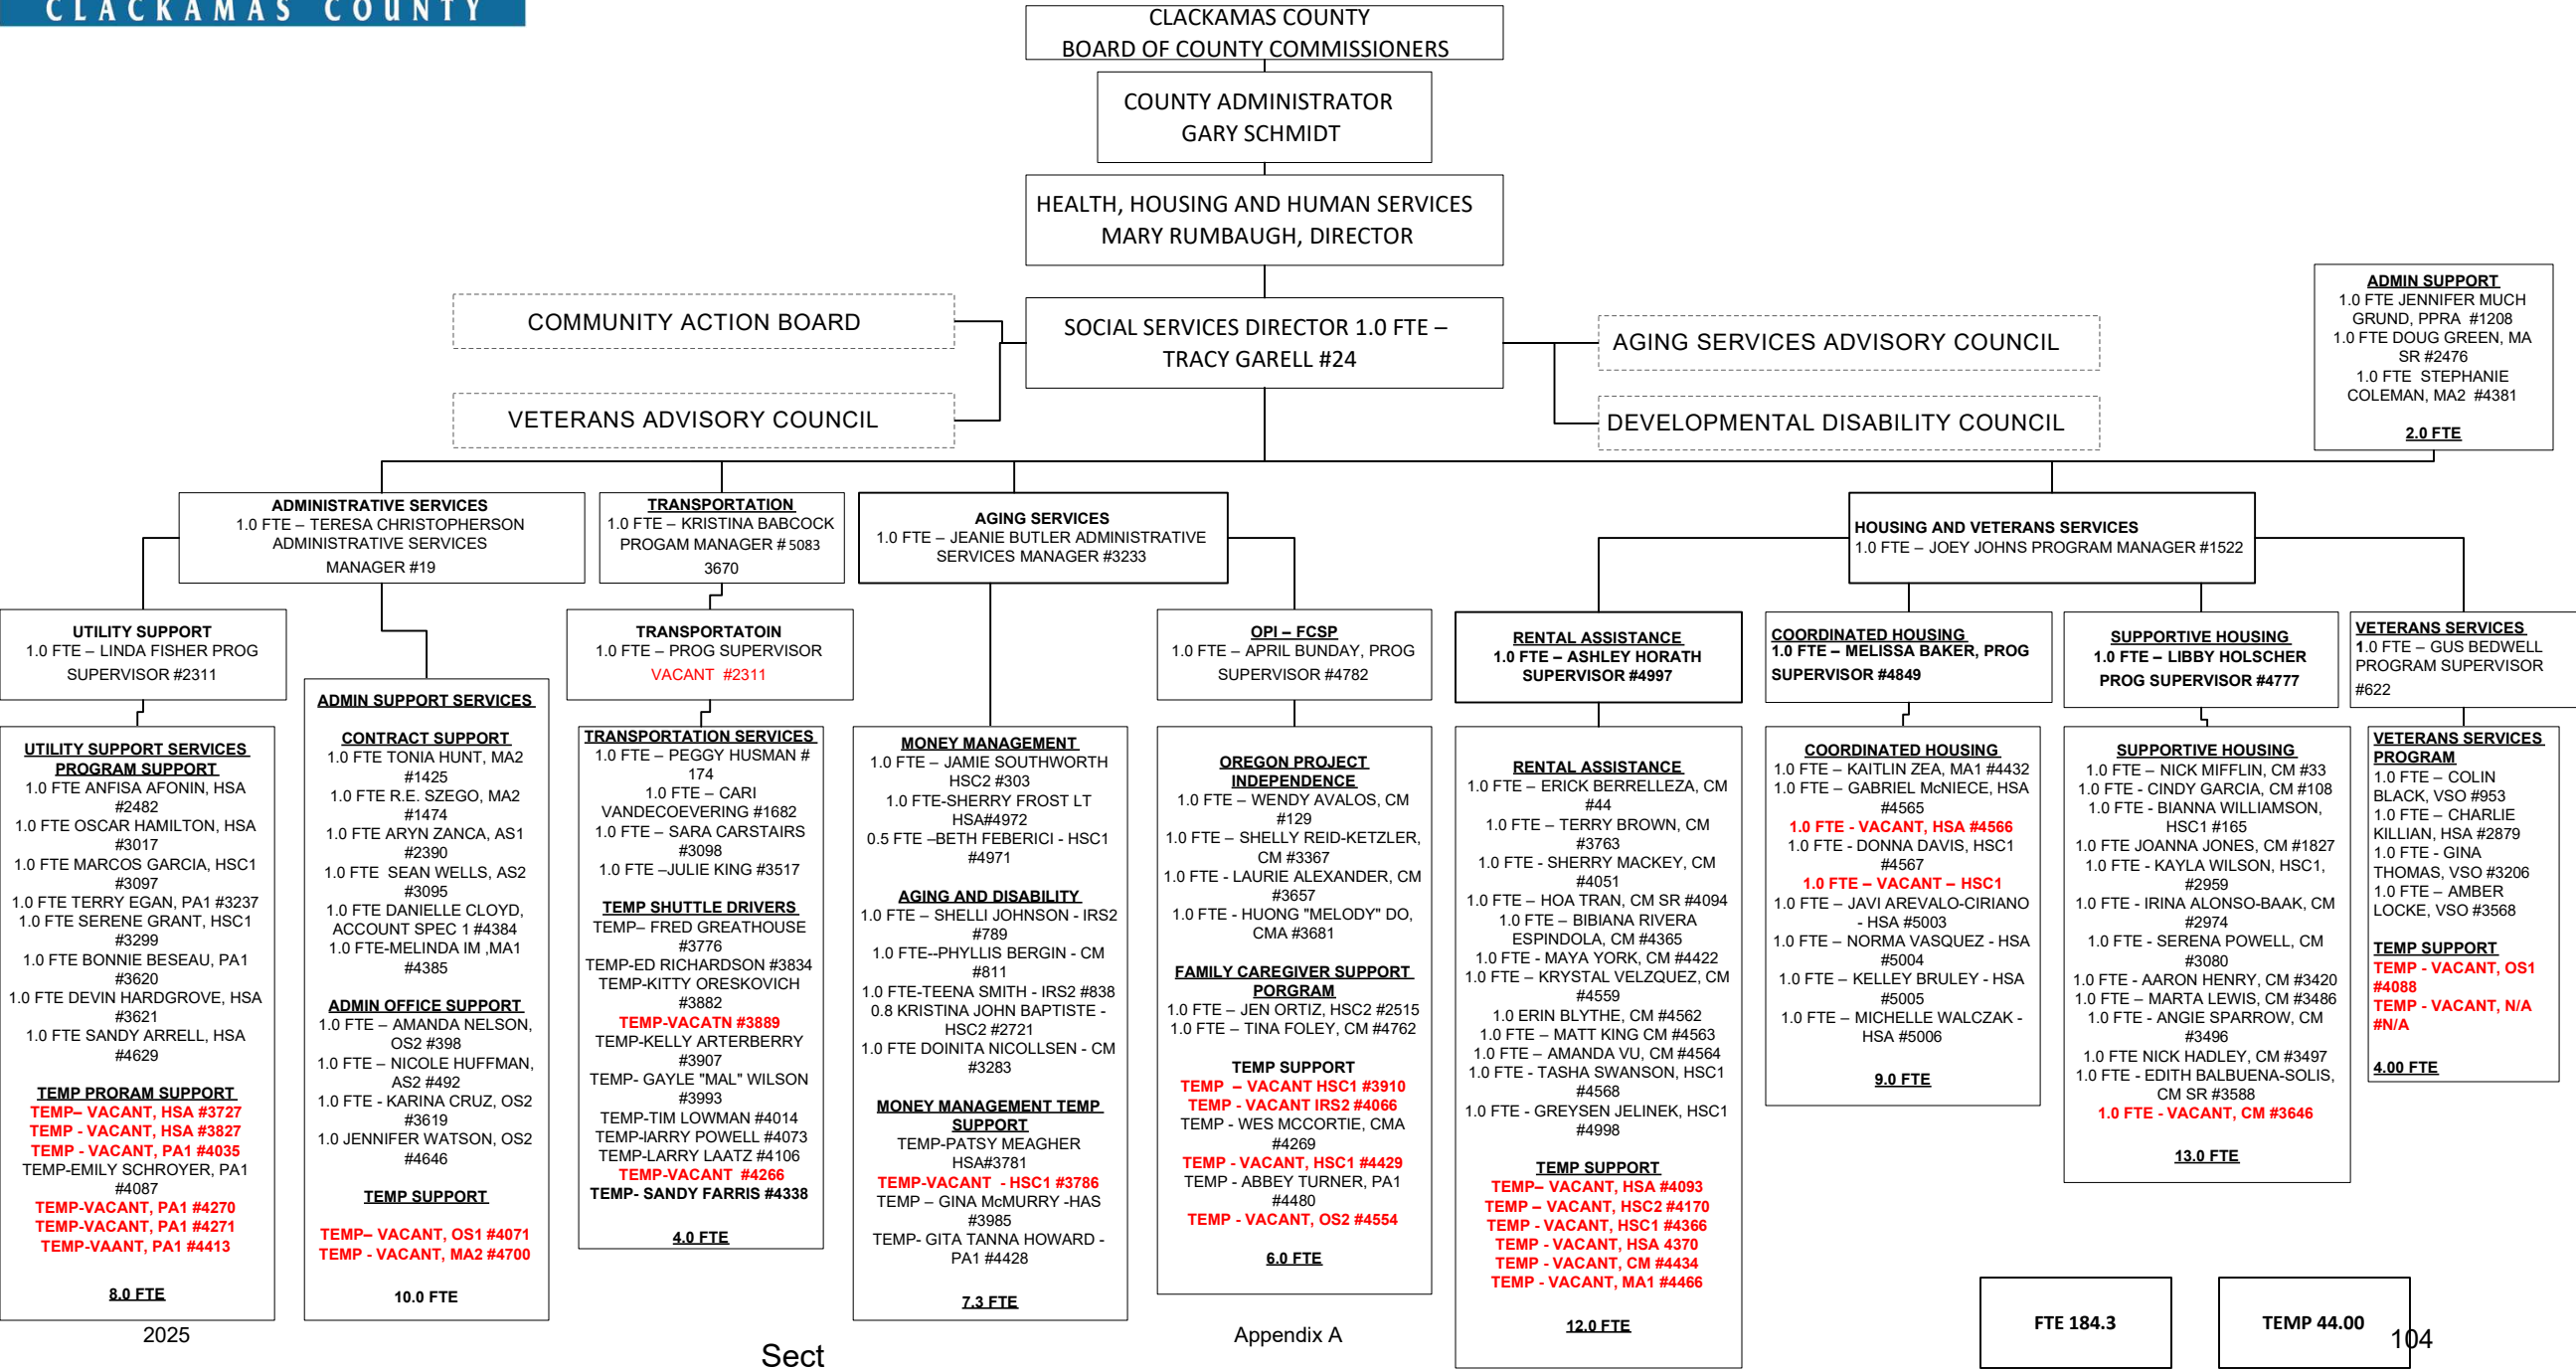 CLACKAMAS COUNTY
CLACKAMAS COUNTY
BOARD OF COUNTY COMMISSIONERS
COUNTY ADMINISTRATOR
GARY SCHMIDT
HEALTH, HOUSING AND HUMAN SERVICES
MARY RUMBAUGH, DIRECTOR
SOCIAL SERVICES DIRECTOR 1.0 FTE –
TRACY GARELL #24
COMMUNITY ACTION BOARD
VETERANS ADVISORY COUNCIL
AGING SERVICES ADVISORY COUNCIL
DEVELOPMENTAL DISABILITY COUNCIL
ADMIN SUPPORT
1.0 FTE JENNIFER MUCH
GRUND, PPRA #1208
1.0 FTE DOUG GREEN, MA
SR #2476
1.0 FTE STEPHANIE
COLEMAN, MA2 #4381
2.0 FTE
ADMINISTRATIVE SERVICES
1.0 FTE – TERESA CHRISTOPHERSON
ADMINISTRATIVE SERVICES
MANAGER #19
TRANSPORTATION
1.0 FTE – KRISTINA BABCOCK
PROGAM MANAGER # 5083
3670
AGING SERVICES
1.0 FTE – JEANIE BUTLER ADMINISTRATIVE
SERVICES MANAGER #3233
HOUSING AND VETERANS SERVICES
1.0 FTE – JOEY JOHNS PROGRAM MANAGER #1522
UTILITY SUPPORT
1.0 FTE – LINDA FISHER PROG
SUPERVISOR #2311
TRANSPORTATOIN
1.0 FTE – PROG SUPERVISOR
VACANT #2311
OPI – FCSP
1.0 FTE – APRIL BUNDAY, PROG
SUPERVISOR #4782
RENTAL ASSISTANCE
1.0 FTE – ASHLEY HORATH
SUPERVISOR #4997
COORDINATED HOUSING
1.0 FTE – MELISSA BAKER, PROG
SUPERVISOR #4849
SUPPORTIVE HOUSING
1.0 FTE – LIBBY HOLSCHER
PROG SUPERVISOR #4777
VETERANS SERVICES
1.0 FTE – GUS BEDWELL
PROGRAM SUPERVISOR
#622
UTILITY SUPPORT SERVICES
PROGRAM SUPPORT
1.0 FTE ANFISA AFONIN, HSA
#2482
1.0 FTE OSCAR HAMILTON, HSA
#3017
1.0 FTE MARCOS GARCIA, HSC1
#3097
1.0 FTE TERRY EGAN, PA1 #3237
1.0 FTE SERENE GRANT, HSC1
#3299
1.0 FTE BONNIE BESEAU, PA1
#3620
1.0 FTE DEVIN HARDGROVE, HSA
#3621
1.0 FTE SANDY ARRELL, HSA
#4629
TEMP PRORAM SUPPORT
TEMP– VACANT, HSA #3727
TEMP - VACANT, HSA #3827
TEMP - VACANT, PA1 #4035
TEMP-EMILY SCHROYER, PA1
#4087
TEMP-VACANT, PA1 #4270
TEMP-VACANT, PA1 #4271
TEMP-VAANT, PA1 #4413
8.0 FTE
ADMIN SUPPORT SERVICES
CONTRACT SUPPORT
1.0 FTE TONIA HUNT, MA2
#1425
1.0 FTE R.E. SZEGO, MA2
#1474
1.0 FTE ARYN ZANCA, AS1
#2390
1.0 FTE SEAN WELLS, AS2
#3095
1.0 FTE DANIELLE CLOYD,
ACCOUNT SPEC 1 #4384
1.0 FTE-MELINDA IM ,MA1
#4385
ADMIN OFFICE SUPPORT
1.0 FTE – AMANDA NELSON,
OS2 #398
1.0 FTE – NICOLE HUFFMAN,
AS2 #492
1.0 FTE - KARINA CRUZ, OS2
#3619
1.0 JENNIFER WATSON, OS2
#4646
TEMP SUPPORT
TEMP– VACANT, OS1 #4071
TEMP - VACANT, MA2 #4700
10.0 FTE
TRANSPORTATION SERVICES
1.0 FTE – PEGGY HUSMAN #
174
1.0 FTE – CARI
VANDECOEVERING #1682
1.0 FTE – SARA CARSTAIRS
#3098
1.0 FTE –JULIE KING #3517
TEMP SHUTTLE DRIVERS
TEMP– FRED GREATHOUSE
#3776
TEMP-ED RICHARDSON #3834
TEMP-KITTY ORESKOVICH
#3882
TEMP-VACATN #3889
TEMP-KELLY ARTERBERRY
#3907
TEMP- GAYLE "MAL" WILSON
#3993
TEMP-TIM LOWMAN #4014
TEMP-lARRY POWELL #4073
TEMP-LARRY LAATZ #4106
TEMP-VACANT #4266
TEMP- SANDY FARRIS #4338
4.0 FTE
MONEY MANAGEMENT
1.0 FTE – JAMIE SOUTHWORTH
HSC2 #303
1.0 FTE-SHERRY FROST LT
HSA#4972
0.5 FTE –BETH FEBERICI - HSC1
#4971
AGING AND DISABILITY
1.0 FTE – SHELLI JOHNSON - IRS2
#789
1.0 FTE--PHYLLIS BERGIN - CM
#811
1.0 FTE-TEENA SMITH - IRS2 #838
0.8 KRISTINA JOHN BAPTISTE -
HSC2 #2721
1.0 FTE DOINITA NICOLLSEN - CM
#3283
MONEY MANAGEMENT TEMP
SUPPORT
TEMP-PATSY MEAGHER
HSA#3781
TEMP-VACANT - HSC1 #3786
TEMP – GINA McMURRY -HAS
#3985
TEMP- GITA TANNA HOWARD -
PA1 #4428
7.3 FTE
OREGON PROJECT
INDEPENDENCE
1.0 FTE – WENDY AVALOS, CM
#129
1.0 FTE – SHELLY REID-KETZLER,
CM #3367
1.0 FTE - LAURIE ALEXANDER, CM
#3657
1.0 FTE - HUONG "MELODY" DO,
CMA #3681
FAMILY CAREGIVER SUPPORT
PORGRAM
1.0 FTE – JEN ORTIZ, HSC2 #2515
1.0 FTE – TINA FOLEY, CM #4762
TEMP SUPPORT
TEMP – VACANT HSC1 #3910
TEMP - VACANT IRS2 #4066
TEMP - WES MCCORTIE, CMA
#4269
TEMP - VACANT, HSC1 #4429
TEMP - ABBEY TURNER, PA1
#4480
TEMP - VACANT, OS2 #4554
6.0 FTE
RENTAL ASSISTANCE
1.0 FTE – ERICK BERRELLEZA, CM
#44
1.0 FTE – TERRY BROWN, CM
#3763
1.0 FTE - SHERRY MACKEY, CM
#4051
1.0 FTE – HOA TRAN, CM SR #4094
1.0 FTE – BIBIANA RIVERA
ESPINDOLA, CM #4365
1.0 FTE - MAYA YORK, CM #4422
1.0 FTE – KRYSTAL VELZQUEZ, CM
#4559
1.0 ERIN BLYTHE, CM #4562
1.0 FTE – MATT KING CM #4563
1.0 FTE – AMANDA VU, CM #4564
1.0 FTE - TASHA SWANSON, HSC1
#4568
1.0 FTE - GREYSEN JELINEK, HSC1
#4998
TEMP SUPPORT
TEMP– VACANT, HSA #4093
TEMP – VACANT, HSC2 #4170
TEMP - VACANT, HSC1 #4366
TEMP - VACANT, HSA 4370
TEMP - VACANT, CM #4434
TEMP - VACANT, MA1 #4466
12.0 FTE
COORDINATED HOUSING
1.0 FTE – KAITLIN ZEA, MA1 #4432
1.0 FTE – GABRIEL McNIECE, HSA
#4565
1.0 FTE - VACANT, HSA #4566
1.0 FTE - DONNA DAVIS, HSC1
#4567
1.0 FTE – VACANT – HSC1
1.0 FTE – JAVI AREVALO-CIRIANO
- HSA #5003
1.0 FTE – NORMA VASQUEZ - HSA
#5004
1.0 FTE – KELLEY BRULEY - HSA
#5005
1.0 FTE – MICHELLE WALCZAK -
HSA #5006
9.0 FTE
SUPPORTIVE HOUSING
1.0 FTE – NICK MIFFLIN, CM #33
1.0 FTE - CINDY GARCIA, CM #108
1.0 FTE - BIANNA WILLIAMSON,
HSC1 #165
1.0 FTE JOANNA JONES, CM #1827
1.0 FTE - KAYLA WILSON, HSC1,
#2959
1.0 FTE - IRINA ALONSO-BAAK, CM
#2974
1.0 FTE - SERENA POWELL, CM
#3080
1.0 FTE - AARON HENRY, CM #3420
1.0 FTE – MARTA LEWIS, CM #3486
1.0 FTE - ANGIE SPARROW, CM
#3496
1.0 FTE NICK HADLEY, CM #3497
1.0 FTE - EDITH BALBUENA-SOLIS,
CM SR #3588
1.0 FTE - VACANT, CM #3646
13.0 FTE
VETERANS SERVICES
PROGRAM
1.0 FTE – COLIN
BLACK, VSO #953
1.0 FTE – CHARLIE
KILLIAN, HSA #2879
1.0 FTE - GINA
THOMAS, VSO #3206
1.0 FTE – AMBER
LOCKE, VSO #3568
TEMP SUPPORT
TEMP - VACANT, OS1
#4088
TEMP - VACANT, N/A
#N/A
4.00 FTE
FTE 184.3
TEMP 44.00
2025
Sect
Appendix A
104